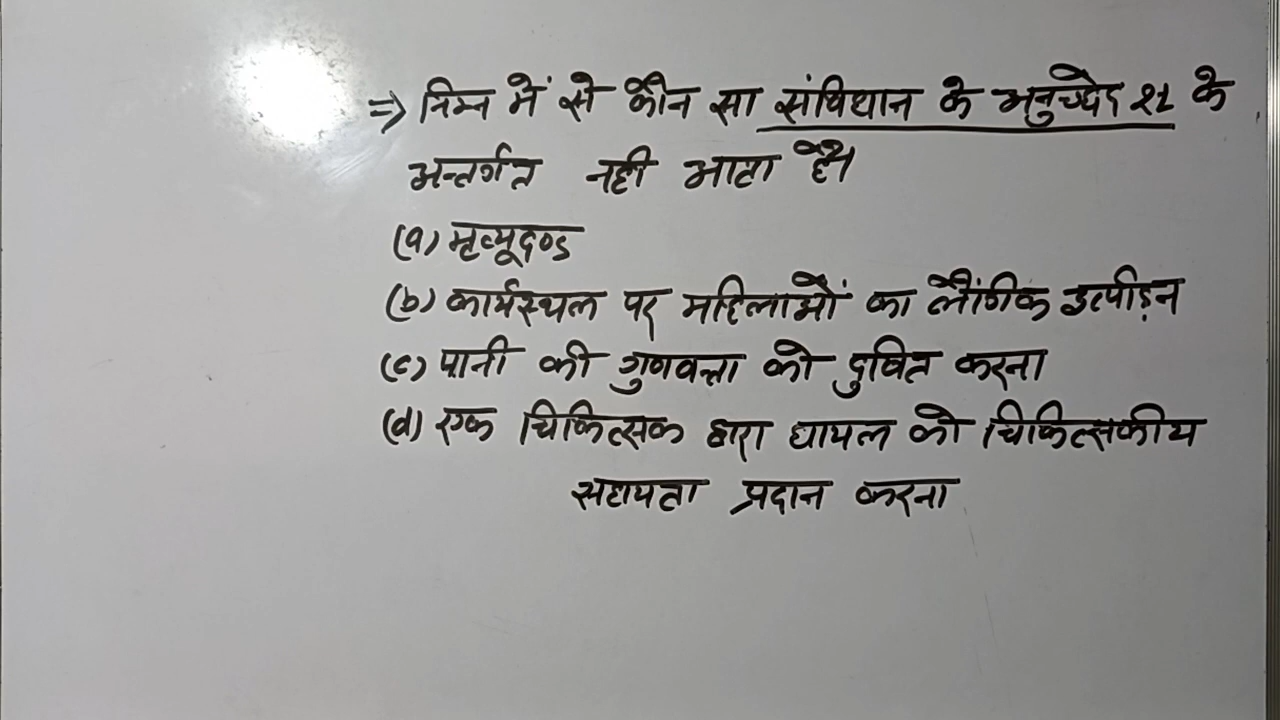 => निम्न में से कौन सा संविधान के अनुच्येद 21 के
अन्तर्गत नही आता है।
(a) मृत्यूदण्ड
(b) कार्यस्थल पर महिलाओं का लैंगिक उत्पीड़न
(c) पानी की गुणवत्ता को दुषित करना
(d) एक चिकित्सक द्वारा घायल को चिकित्सकीय
सहायता प्रदान करना